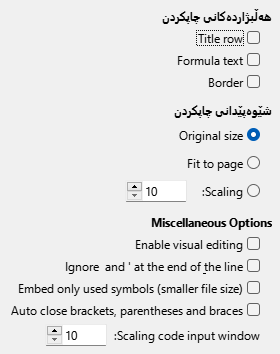 هەڵبژاردەکانی چاپکردن
Title row
Formula text
Border
شێوەپێدانی چاپکردن
Original size
Fit to page
Scaling: 10
Miscellaneous Options
Enable visual editing
Ignore and ' at the end of the line
Embed only used symbols (smaller file size)
Auto close brackets, parentheses and braces
Scaling code input window: 10